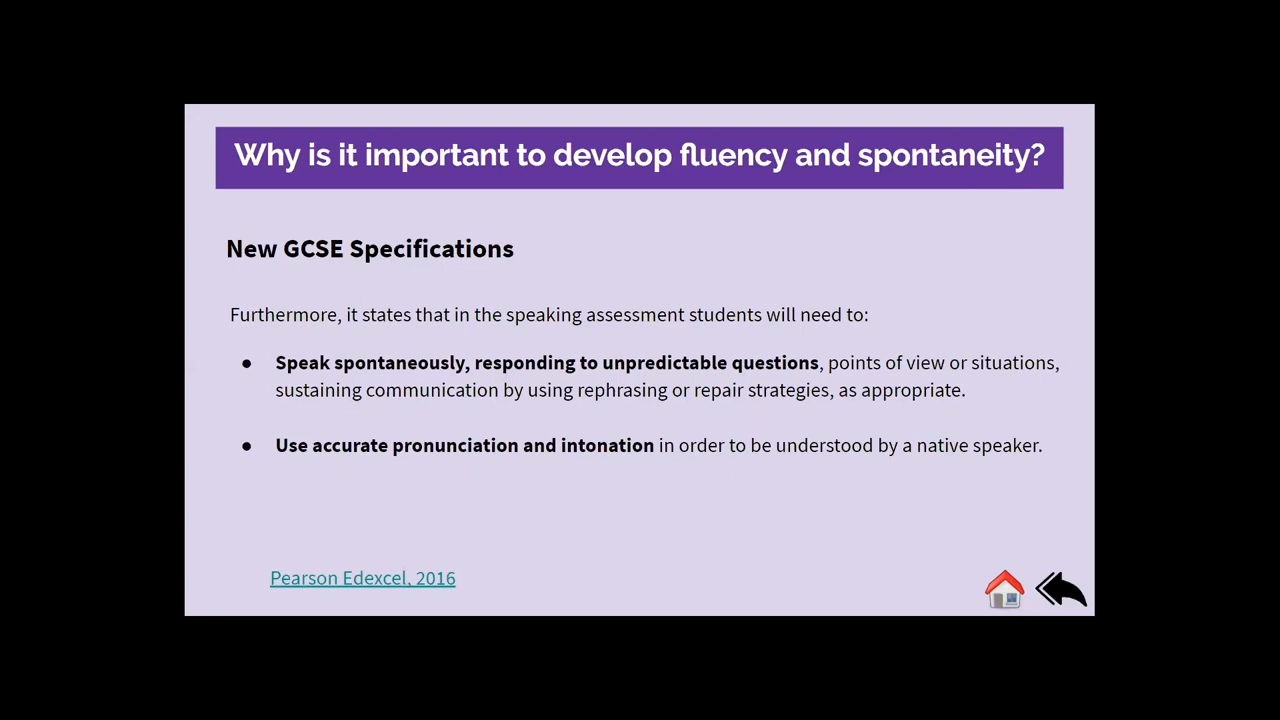 Why is it important to develop fluency and spontaneity?
New GCSE Specifications
Furthermore, it states that in the speaking assessment students will need to:
● Speak spontaneously, responding to unpredictable questions, points of view or situations,
sustaining communication by using rephrasing or repair strategies, as appropriate.
● Use accurate pronunciation and intonation in order to be understood by a native speaker.
Pearson Edexcel, 2016